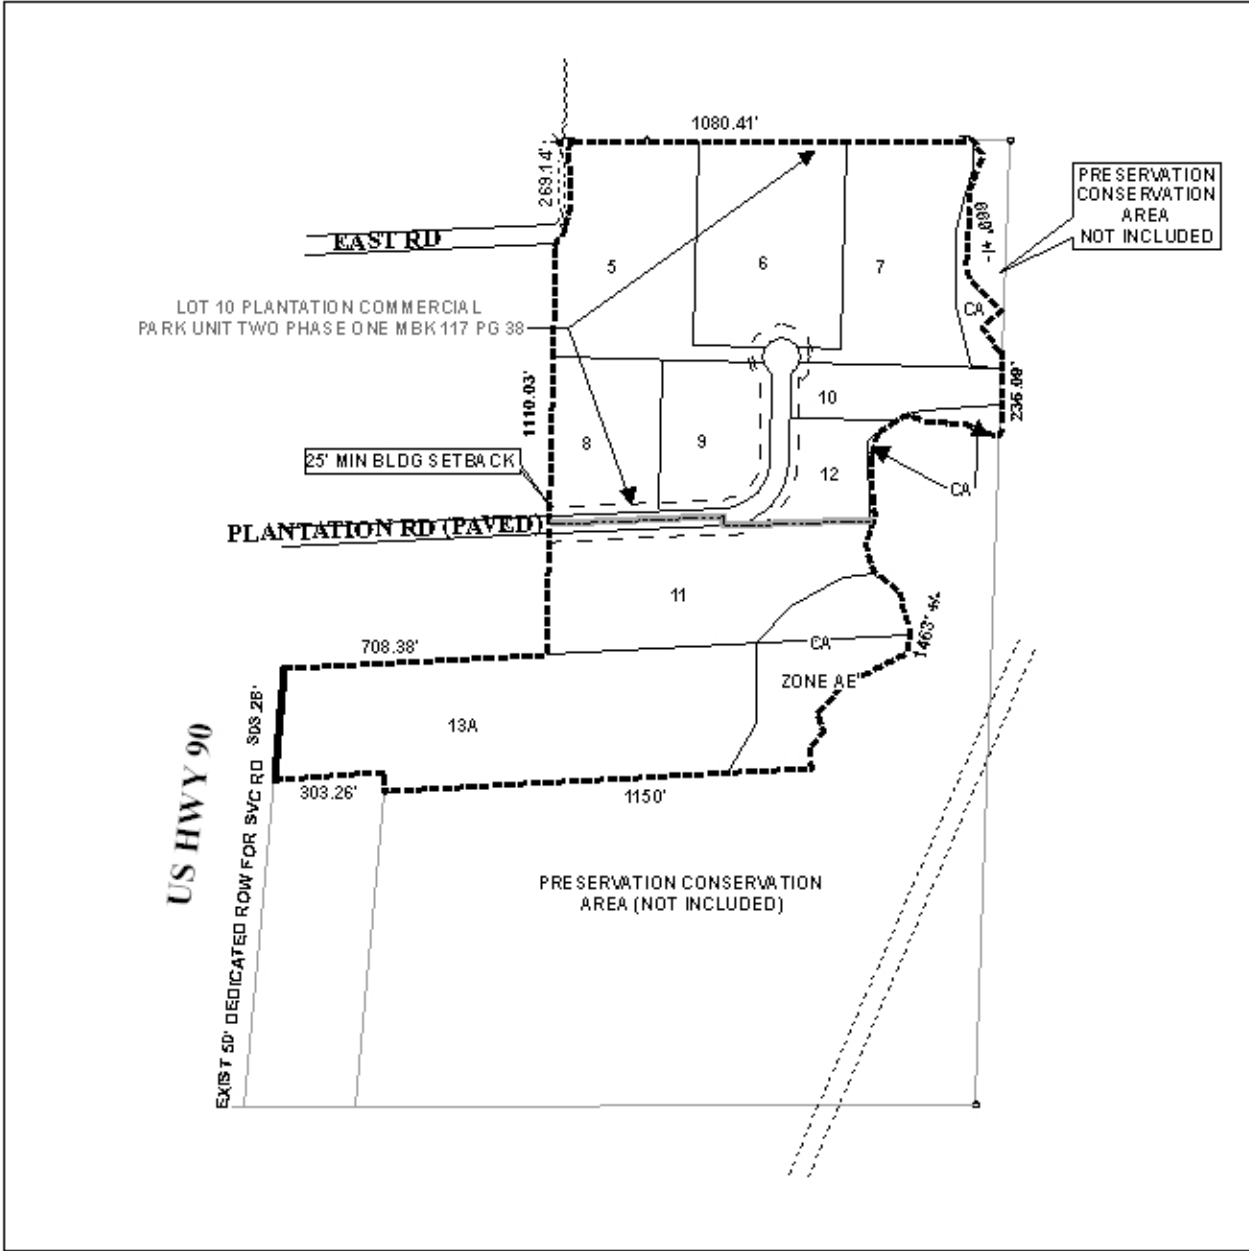 1080.41'
269.14'
PRESERVATION
CONSERVATION
AREA
NOT INCLUDED
660' +/-
EAST RD
5
6
7
LOT 10 PLANTATION COMMERCIAL
PARK UNIT TWO PHASE ONE MBK 117 PG 38
CA
1110.03'
236.09'
10
8
9
12
25' MIN BLDG SETBACK
CA
PLANTATION RD (PAVED)
11
1463' +/-
708.38'
CA
ZONE AE
13A
US HWY 90
EXIST 50' DEDICATED ROW FOR SVC RD 303.26'
303.26'
1150'
PRESERVATION CONSERVATION
AREA (NOT INCLUDED)